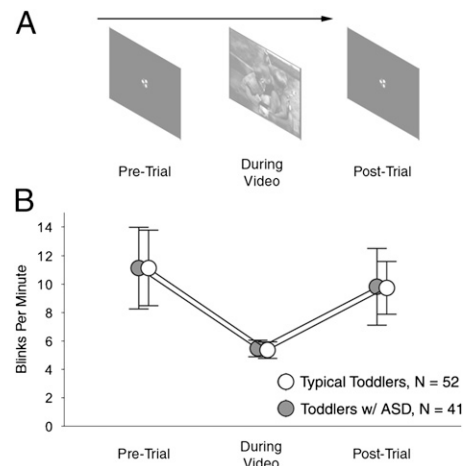 A
Pre-Trial
During
Video
Post-Trial
B
Blinks Per Minute
14
12
10
8
6
4
2
0
Typical Toddlers, N = 52
Toddlers w/ ASD, N = 41
Pre-Trial
During
Video
Post-Trial